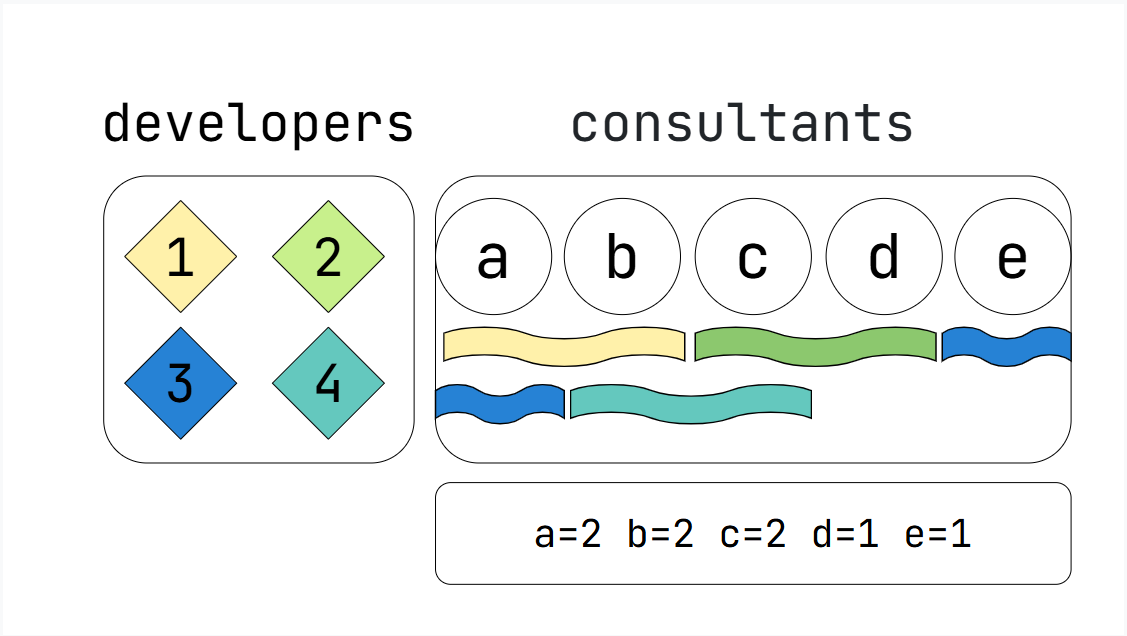 developers consultants
1 2 a b c d e
3 4
a=2 b=2 c=2 d=1 e=1